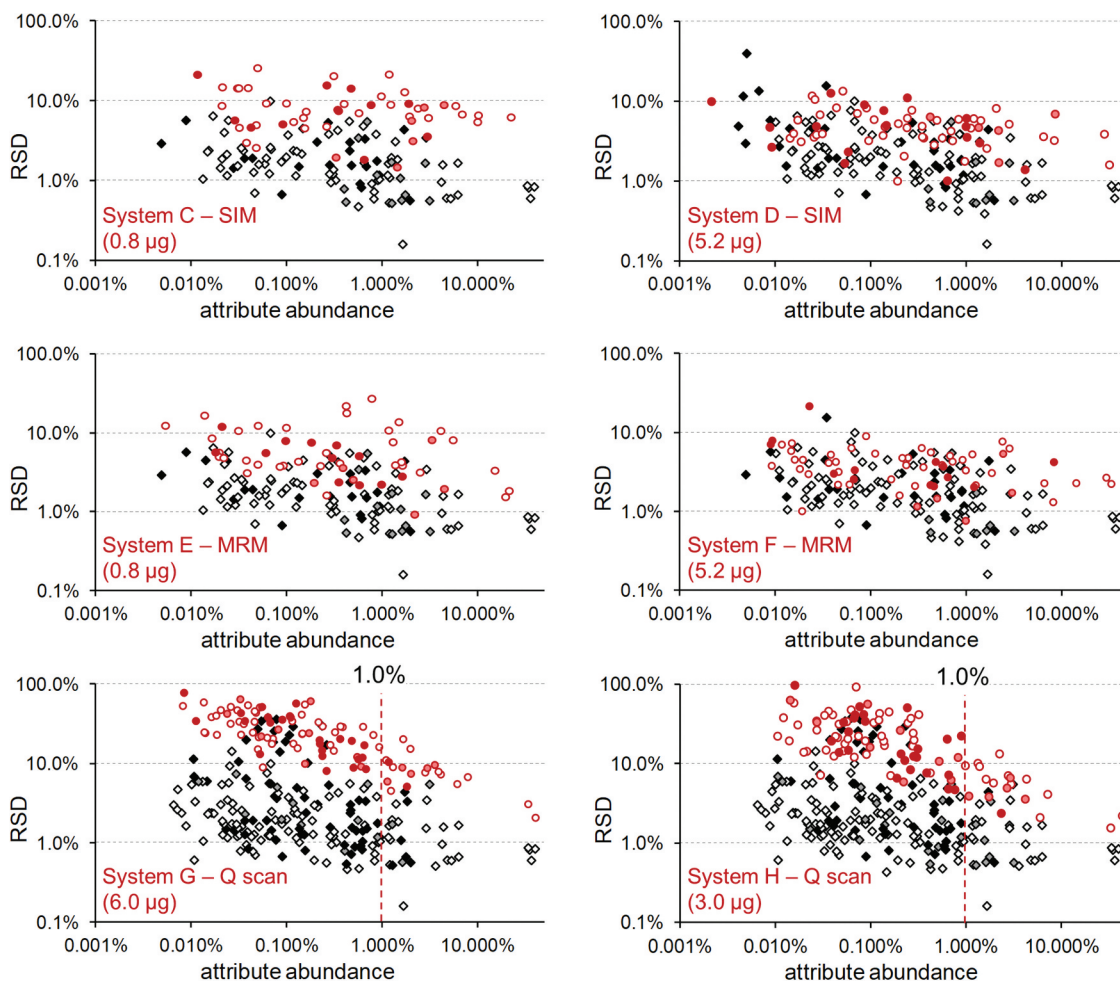 100.0%
10.0%
1.0%
0.1%
RSD
System C – SIM
(0.8 µg)
0.001% 0.010% 0.100% 1.000% 10.000%
attribute abundance
100.0%
10.0%
1.0%
0.1%
RSD
System D – SIM
(5.2 µg)
0.001% 0.010% 0.100% 1.000% 10.000%
attribute abundance
100.0%
10.0%
1.0%
0.1%
RSD
System E – MRM
(0.8 µg)
0.001% 0.010% 0.100% 1.000% 10.000%
attribute abundance
100.0%
10.0%
1.0%
0.1%
RSD
System F – MRM
(5.2 µg)
0.001% 0.010% 0.100% 1.000% 10.000%
attribute abundance
1.0%
100.0%
10.0%
1.0%
0.1%
RSD
System G – Q scan
(6.0 µg)
0.001% 0.010% 0.100% 1.000% 10.000%
attribute abundance
1.0%
100.0%
10.0%
1.0%
0.1%
RSD
System H – Q scan
(3.0 µg)
0.001% 0.010% 0.100% 1.000% 10.000%
attribute abundance